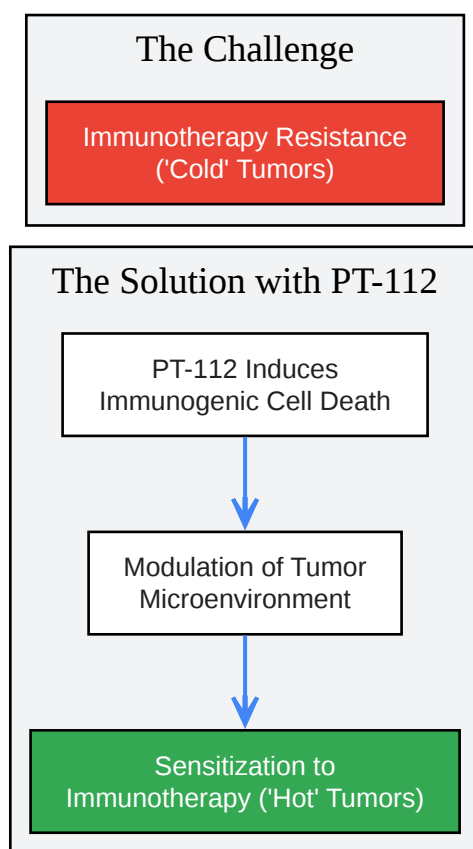 The Challenge
Immunotherapy Resistance
('Cold' Tumors)
The Solution with PT-112
PT-112 Induces
Immunogenic Cell Death
Modulation of Tumor
Microenvironment
Sensitization to
Immunotherapy ('Hot' Tumors)